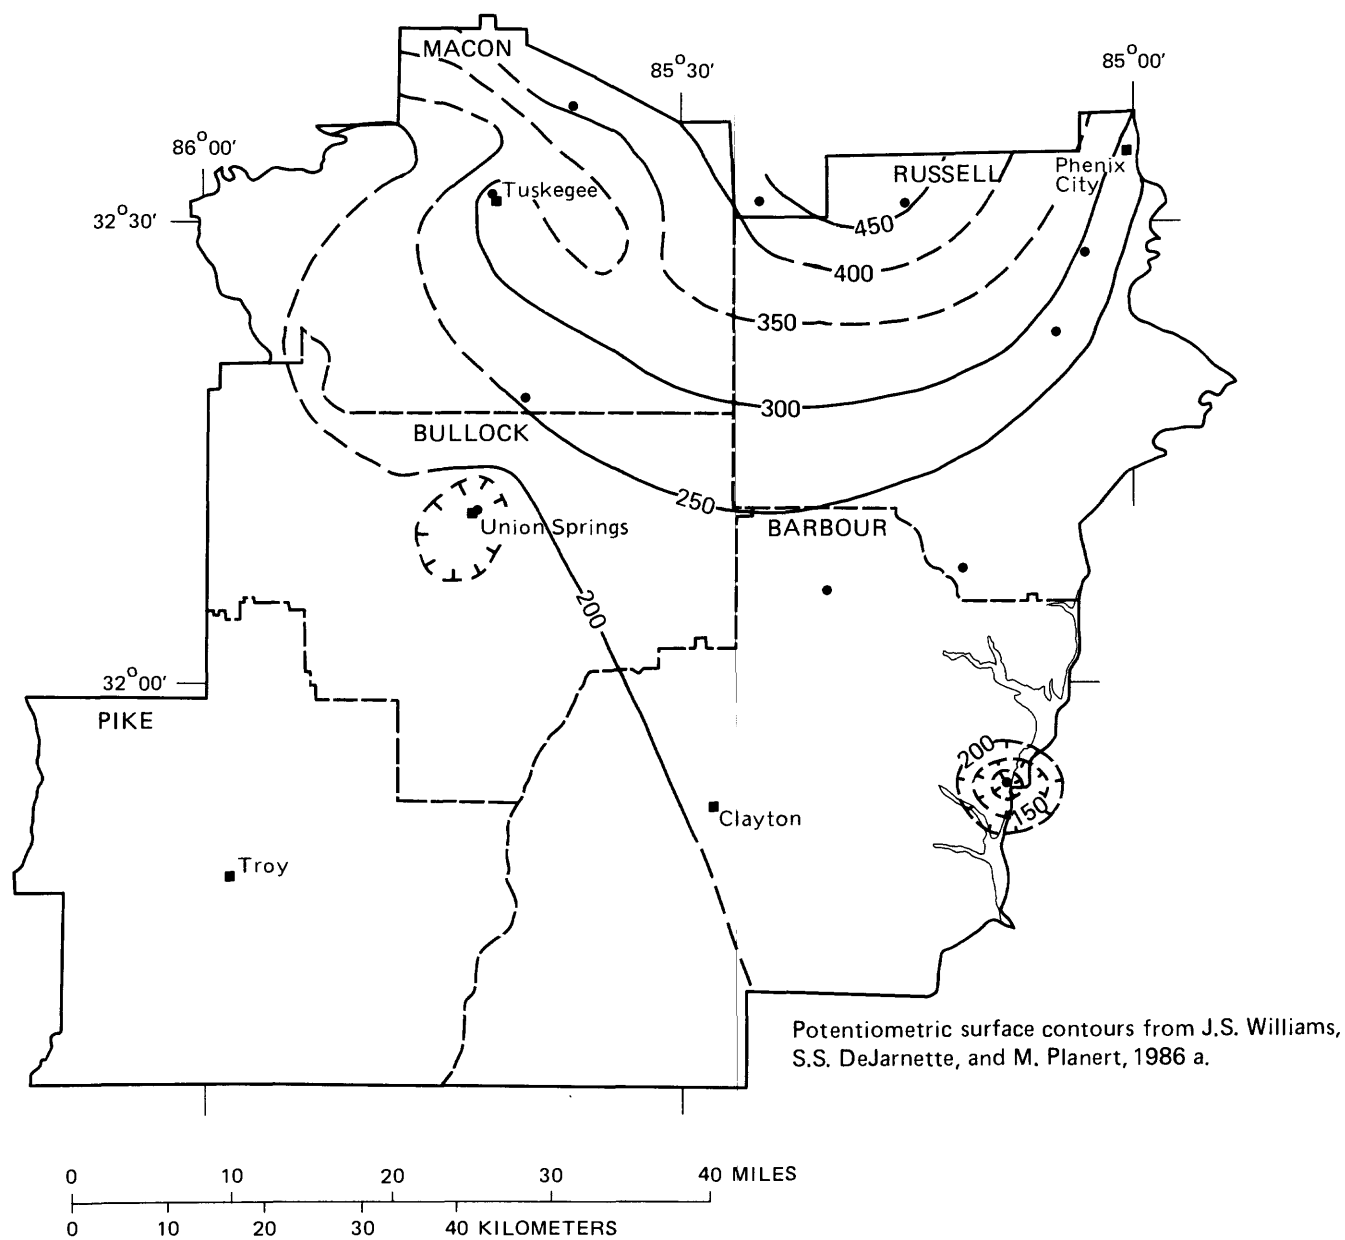 MACON
85°30′
85°00′
86°00′
RUSSELL
Phenix
City
Tuskegee
32°30′
450
400
350
300
BULLOCK
250
BARBOUR
Union Springs
200
32°00′
PIKE
200
150
Clayton
Troy
Potentiometric surface contours from J.S. Williams,
S.S. DeJarnette, and M. Planert, 1986 a.
0 10 20 30 40 MILES
0 10 20 30 40 KILOMETERS